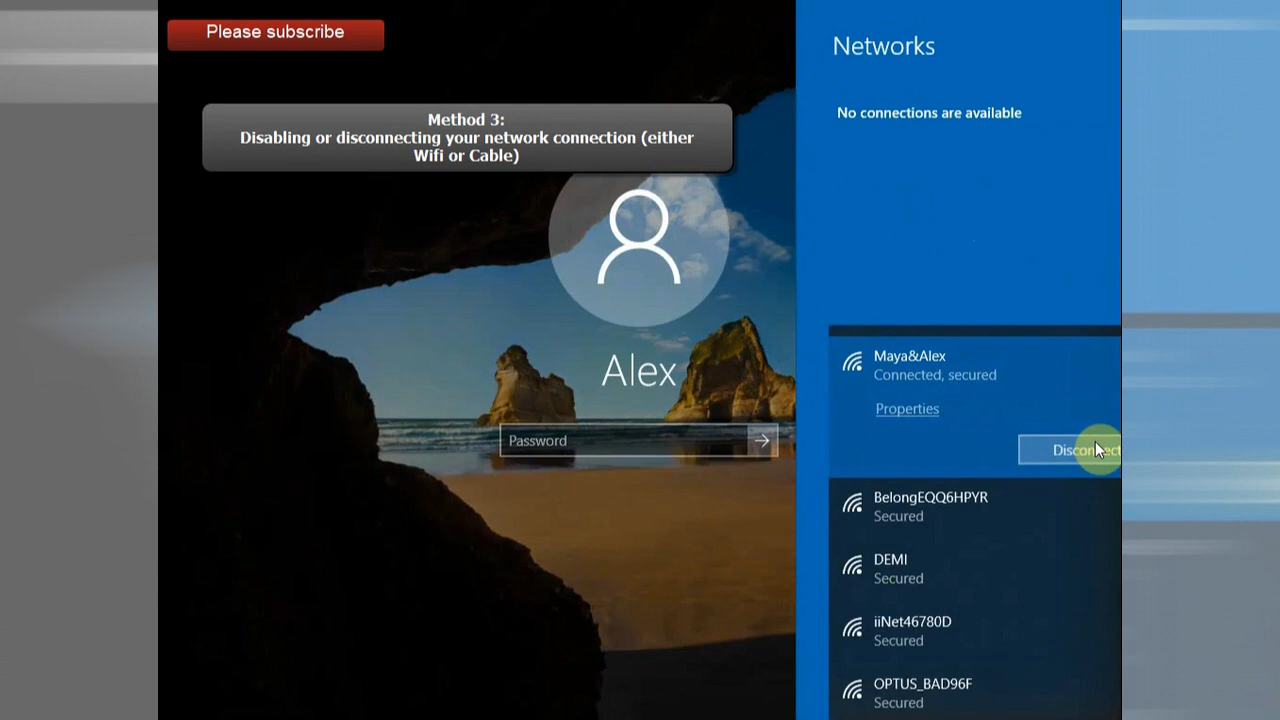 Please subscribe
Method 3:
Disabling or disconnecting your network connection (either
Wifi or Cable)
Alex
Password
Networks
No connections are available
Maya&Alex
Connected, secured
Properties
Disconnect
BelongEQQ6HPYR
Secured
DEMI
Secured
iiNet46780D
Secured
OPTUS_BAD96F
Secured